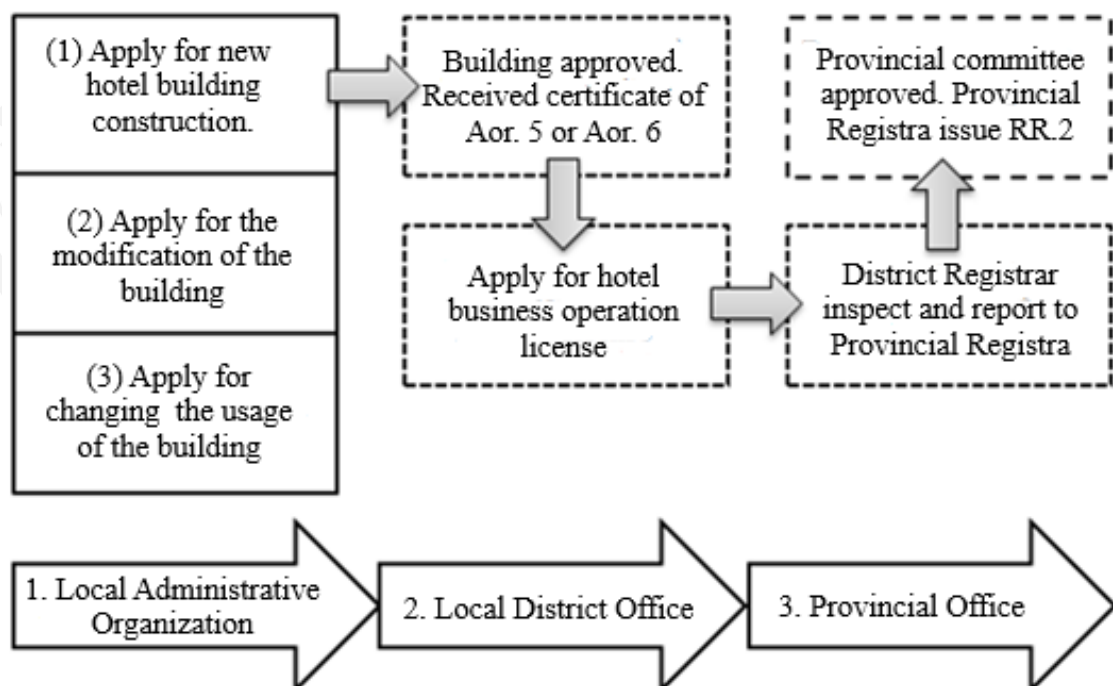 (1) Apply for new
hotel building
construction.
(2) Apply for the
modification of the
building
(3) Apply for
changing the usage
of the building
Building approved.
Received certificate of
Aor. 5 or Aor. 6
Apply for hotel
business operation
license
District Registrar
inspect and report to
Provincial Registra
Provincial committee
approved. Provincial
Registra issue RR.2
1. Local Administrative
Organization
2. Local District Office
3. Provincial Office